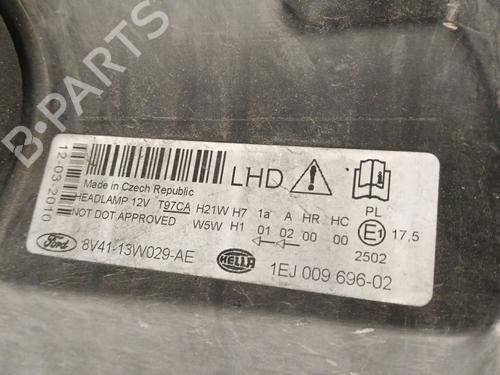 B-PARTS
12-03-2010
LHD
Made in Czech Republic
HEADLAMP 12V T97CA H21W H7 1a A HR HC PL
NOT DOT APPROVED W5W H1 01 02 00 00 E1 17,5
2502
Ford 8V41-13W029-AE HELLA 1EJ 009 696-02